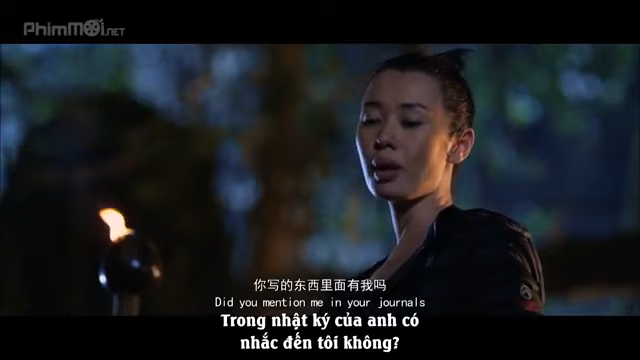 PhimMoi.NET
你写的东西里面有我吗
Did you mention me in your journals
Trong nhật ký của anh có
nhắc đến tôi không?